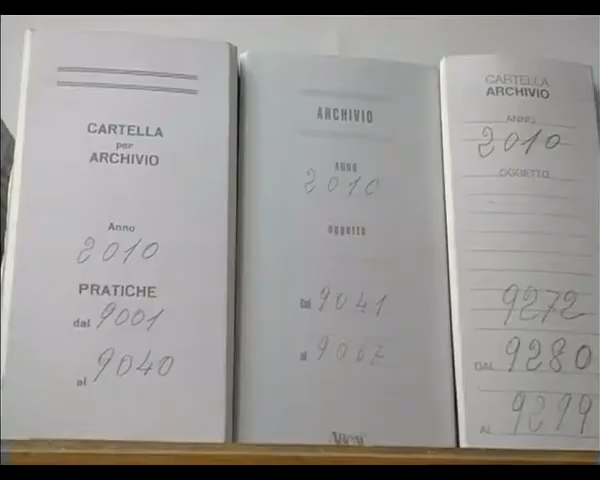 CARTELLA
per
ARCHIVIO
Anno
2010
PRATICHE
dal 9001
al 9040
ARCHIVIO
Anno
2010
oggetto
Dal 9041
al
CARTELLA
ARCHIVIO
ANNO
2010
OGGETTO
9272
DAL 9280
AL 9299